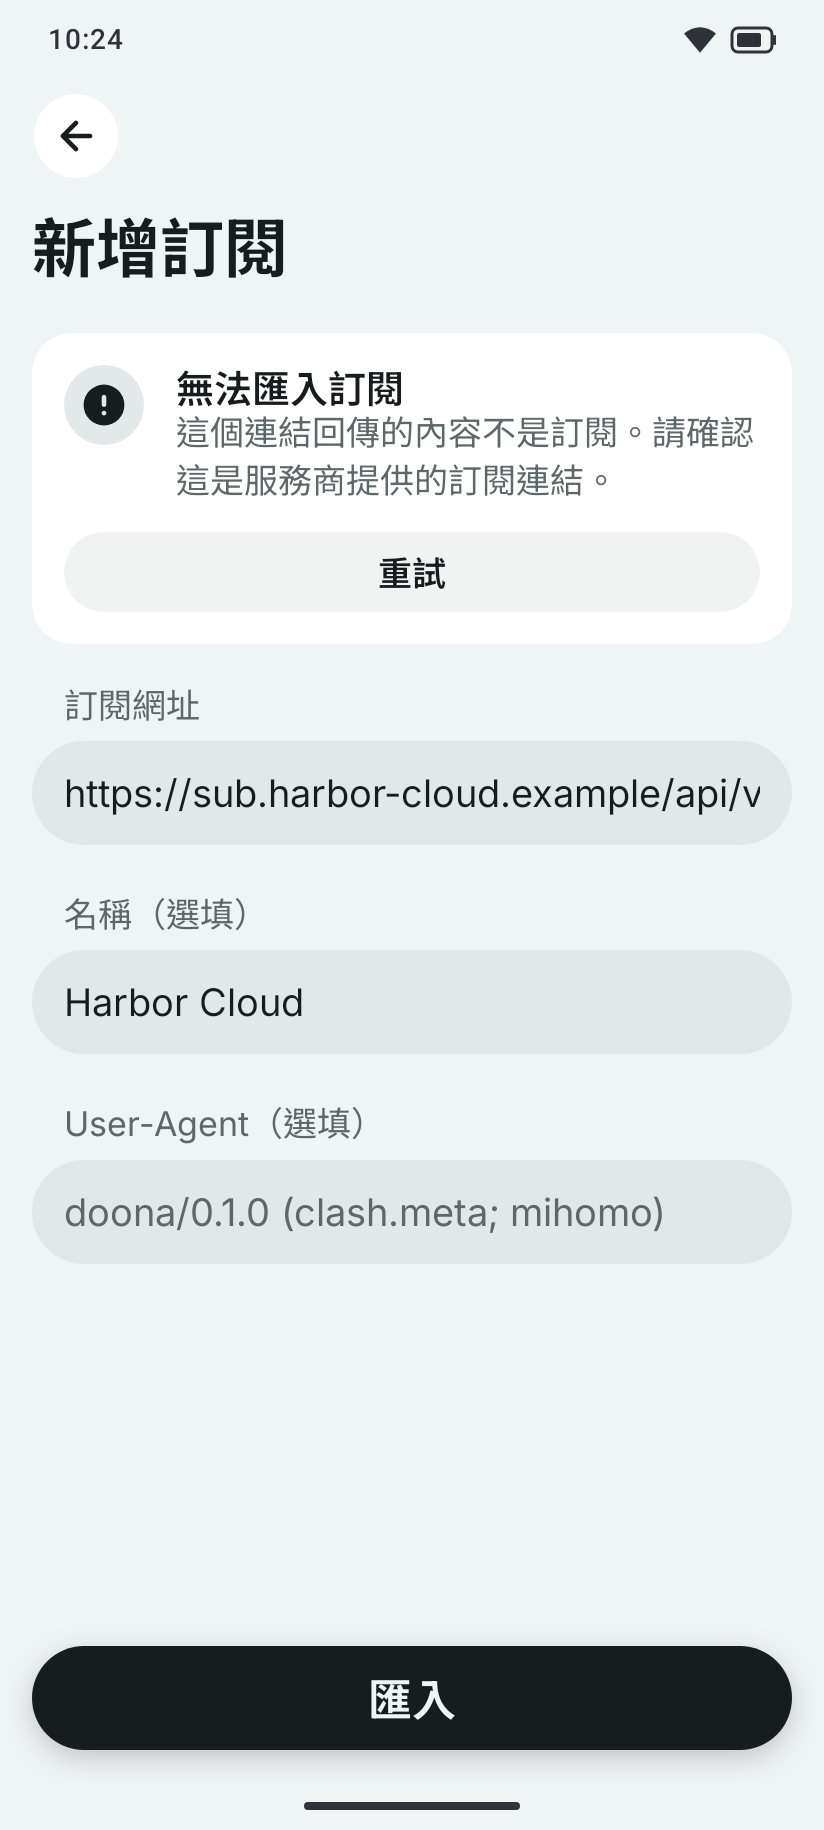 10:24
新增訂閱
無法匯入訂閱
這個連結回傳的內容不是訂閱。請確認
這是服務商提供的訂閱連結。
重試
訂閱網址
https://sub.harbor-cloud.example/api/v
名稱（選填）
Harbor Cloud
User-Agent（選填）
doona/0.1.0 (clash.meta; mihomo)
匯入